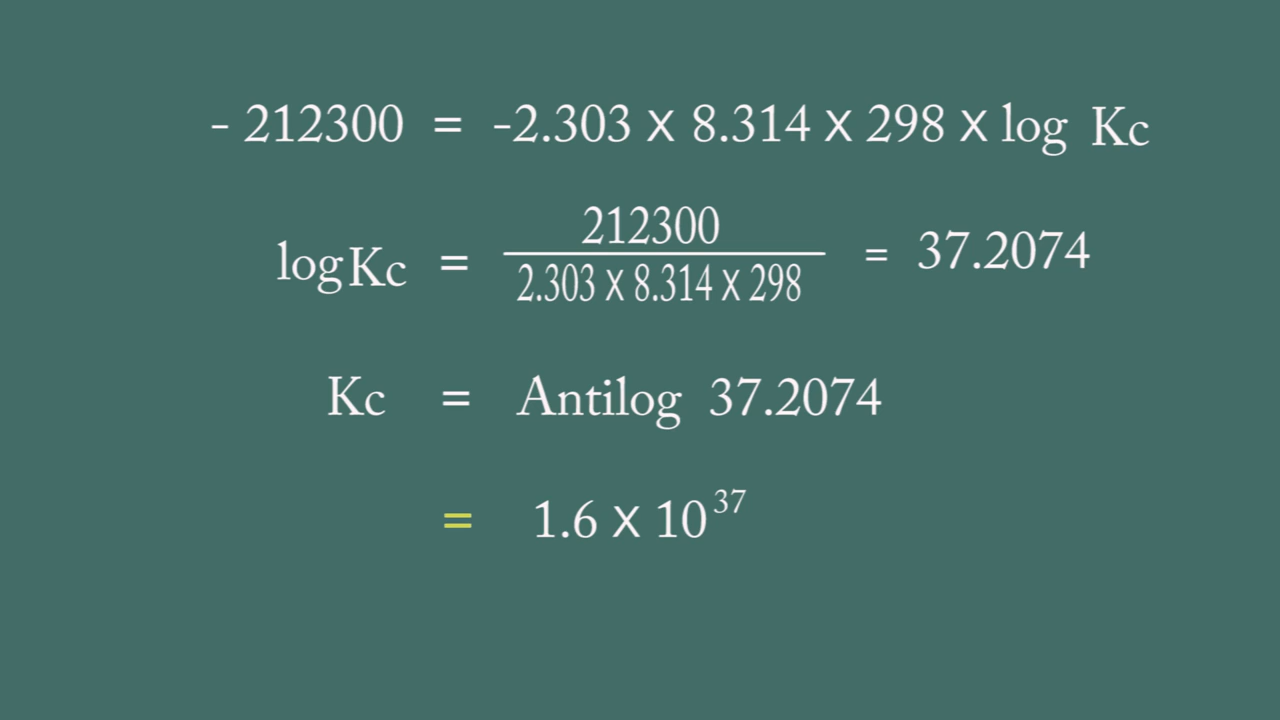 - 212300 = -2.303 X 8.314 X 298 X log Kc
log Kc = 212300 / 2.303 X 8.314 X 298 = 37.2074
Kc = Antilog 37.2074
= 1.6 X 10^37